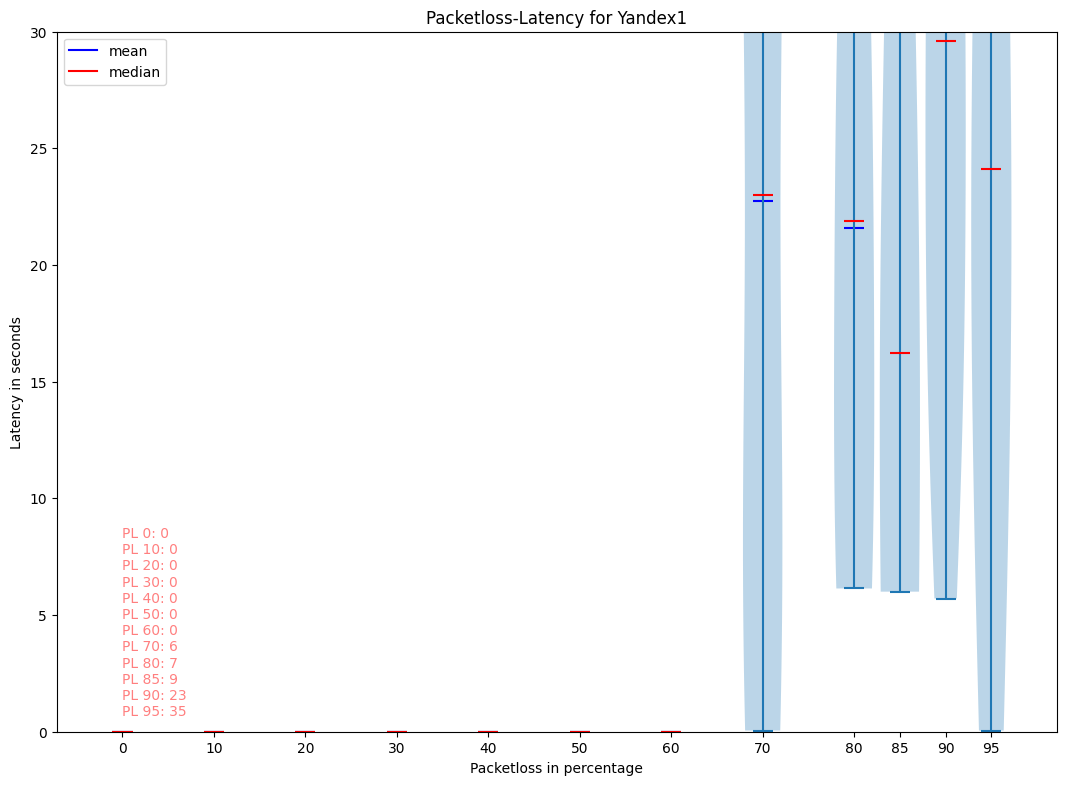 Packetloss-Latency for Yandex1
mean
median
30
25
20
15
10
5
0
Latency in seconds
PL 0: 0
PL 10: 0
PL 20: 0
PL 30: 0
PL 40: 0
PL 50: 0
PL 60: 0
PL 70: 6
PL 80: 7
PL 85: 9
PL 90: 23
PL 95: 35
0 10 20 30 40 50 60 70 80 85 90 95
Packetloss in percentage